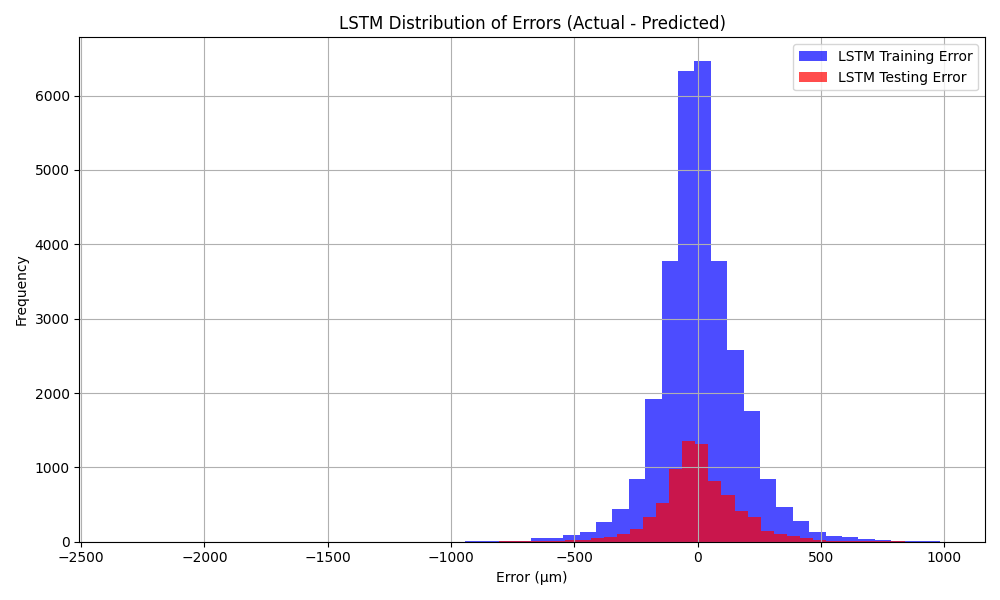 LSTM Distribution of Errors (Actual - Predicted)
LSTM Training Error
LSTM Testing Error
Frequency
6000
5000
4000
3000
2000
1000
0
−2500 −2000 −1500 −1000 −500 0 500 1000
Error (µm)